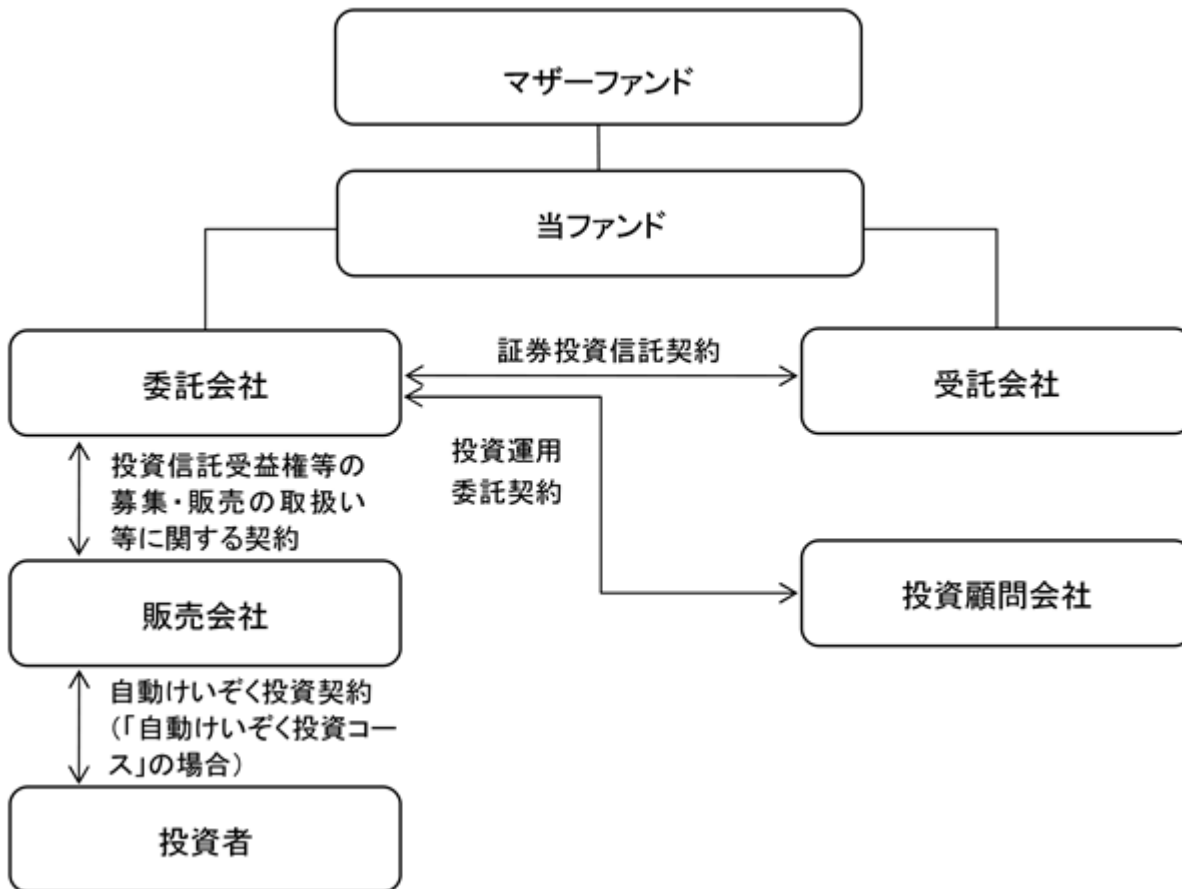 マザーファンド
当ファンド
証券投資信託契約
委託会社
受託会社
投資信託受益権等の
募集・販売の取扱い
等に関する契約
投資運用
委託契約
販売会社
投資顧問会社
自動けいぞく投資契約
(「自動けいぞく投資コー
ス」の場合)
投資者